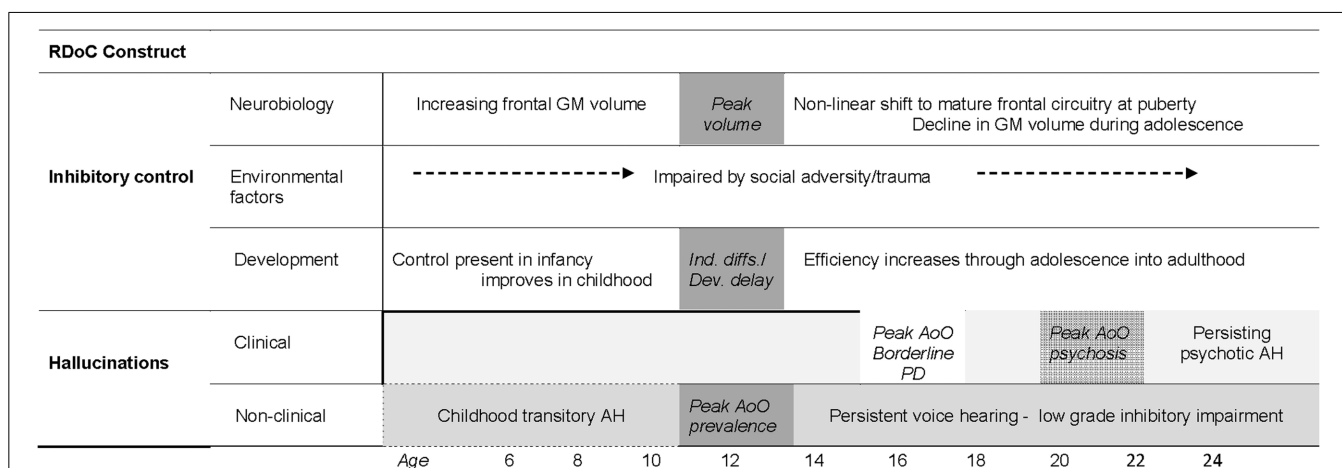 RDoC Construct
Inhibitory control
Neurobiology
Increasing frontal GM volume
Peak
volume
Non-linear shift to mature frontal circuitry at puberty
Decline in GM volume during adolescence
Environmental
factors
Impaired by social adversity/trauma
Development
Control present in infancy
improves in childhood
Ind. diffs./
Dev. delay
Efficiency increases through adolescence into adulthood
Hallucinations
Clinical
Peak AoO
Borderline
PD
Peak AoO
psychosis
Persisting
psychotic AH
Non-clinical
Childhood transitory AH
Peak AoO
prevalence
Persistent voice hearing - low grade inhibitory impairment
Age 6 8 10 12 14 16 18 20 22 24